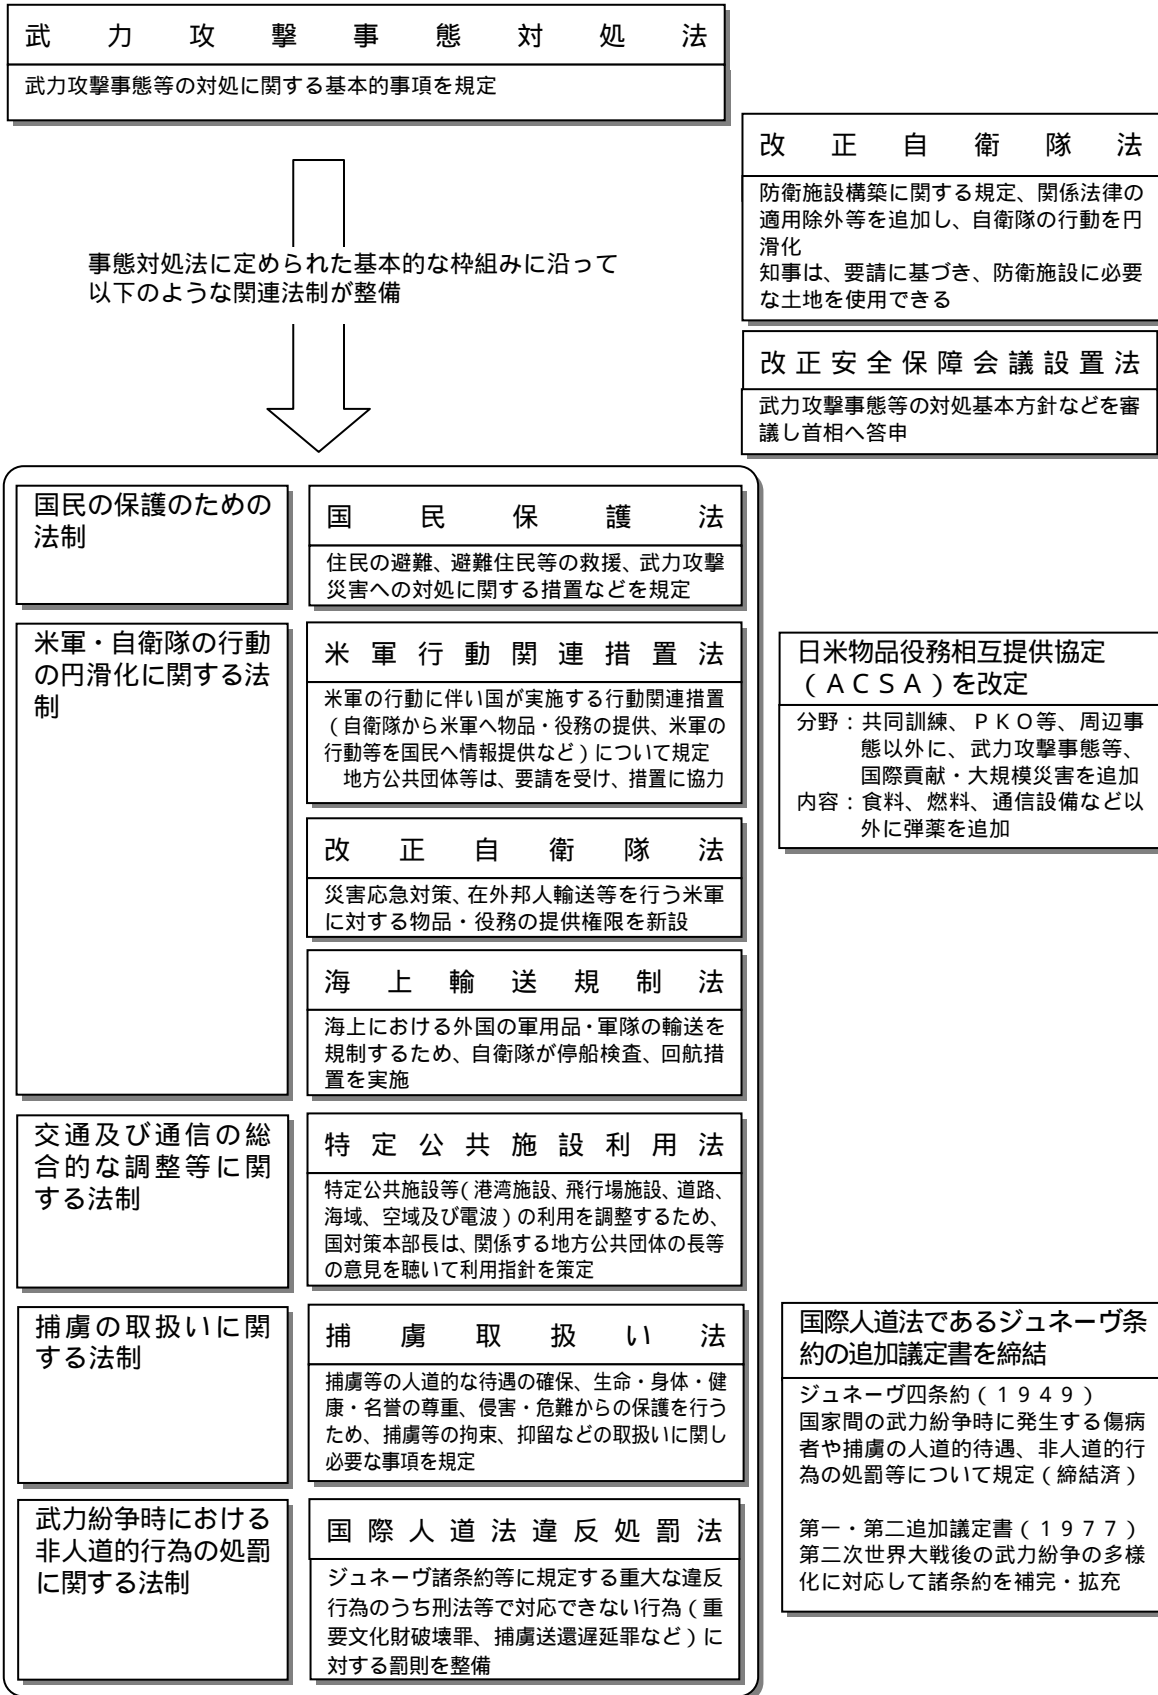 武力攻撃事態対処法
武力攻撃事態等の対処に関する基本的事項を規定
改正自衛隊法
防衛施設構築に関する規定、関係法律の
適用除外等を追加し、自衛隊の行動を円
滑化
知事は、要請に基づき、防衛施設に必要
な土地を使用できる
事態対処法に定められた基本的な枠組みに沿って
以下のような関連法制が整備
改正安全保障会議設置法
武力攻撃事態等の対処基本方針などを審
議し首相へ答申
国民の保護のための
法制
国民保護法
住民の避難、避難住民等の救援、武力攻撃
災害への対処に関する措置などを規定
米軍・自衛隊の行動
の円滑化に関する法
制
米軍行動関連措置法
米軍の行動に伴い国が実施する行動関連措置
（自衛隊から米軍へ物品・役務の提供、米軍の
行動等を国民へ情報提供など）について規定
地方公共団体等は、要請を受け、措置に協力
日米物品役務相互提供協定
（ＡＣＳＡ）を改定
分野：共同訓練、ＰＫＯ等、周辺事
態以外に、武力攻撃事態等、
国際貢献・大規模災害を追加
内容：食料、燃料、通信設備など以
外に弾薬を追加
改正自衛隊法
災害応急対策、在外邦人輸送等を行う米軍
に対する物品・役務の提供権限を新設
海上輸送規制法
海上における外国の軍用品・軍隊の輸送を
規制するため、自衛隊が停船検査、回航措
置を実施
交通及び通信の総
合的な調整等に関
する法制
特定公共施設利用法
特定公共施設等（港湾施設、飛行場施設、道路、
海域、空域及び電波）の利用を調整するため、
国対策本部長は、関係する地方公共団体の長等
の意見を聴いて利用指針を策定
捕虜の取扱いに関
する法制
捕虜取扱い法
捕虜等の人道的な待遇の確保、生命・身体・健
康・名誉の尊重、侵害・危難からの保護を行う
ため、捕虜等の拘束、抑留などの取扱いに関し
必要な事項を規定
国際人道法であるジュネーヴ条
約の追加議定書を締結
ジュネーヴ四条約（１９４９）
国家間の武力紛争時に発生する傷病
者や捕虜の人道的待遇、非人道的行
為の処罰等について規定（締結済）
第一・第二追加議定書（１９７７）
第二次世界大戦後の武力紛争の多様
化に対応して諸条約を補完・拡充
武力紛争時における
非人道的行為の処罰
に関する法制
国際人道法違反処罰法
ジュネーヴ諸条約等に規定する重大な違反
行為のうち刑法等で対応できない行為（重
要文化財破壊罪、捕虜送還遅延罪など）に
対する罰則を整備